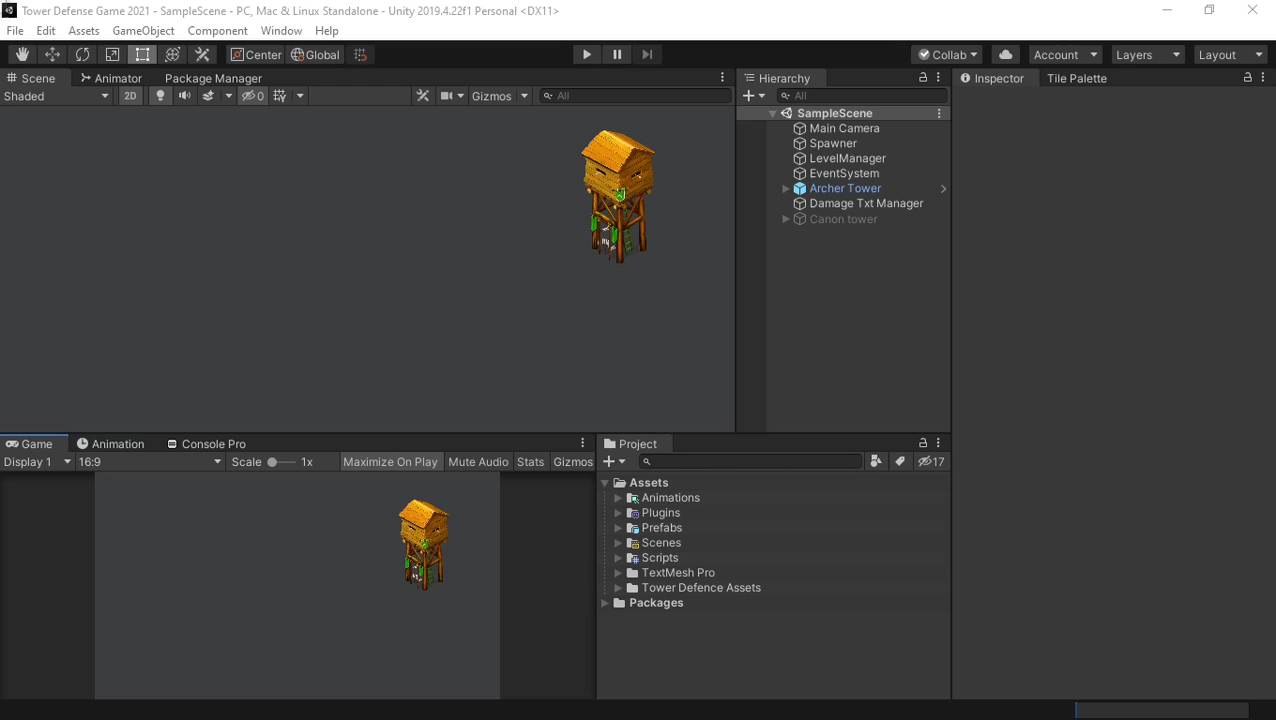 Tower Defense Game 2021 - SampleScene - PC, Mac & Linux Standalone - Unity 2019.4.22f1 Personal <DX11>
File Edit Assets GameObject Component Window Help
Center Global Collab Account Layers Layout
Scene Animator Package Manager
Shaded 2D 0 Gizmos All
Hierarchy
All
SampleScene
Main Camera
Spawner
LevelManager
EventSystem
Archer Tower
Damage Txt Manager
Canon tower
Inspector Tile Palette
Game Animation Console Pro
Display 1 16:9 Scale 1x Maximize On Play Mute Audio Stats Gizmos
Project
17
Assets
Animations
Plugins
Prefabs
Scenes
Scripts
TextMesh Pro
Tower Defence Assets
Packages